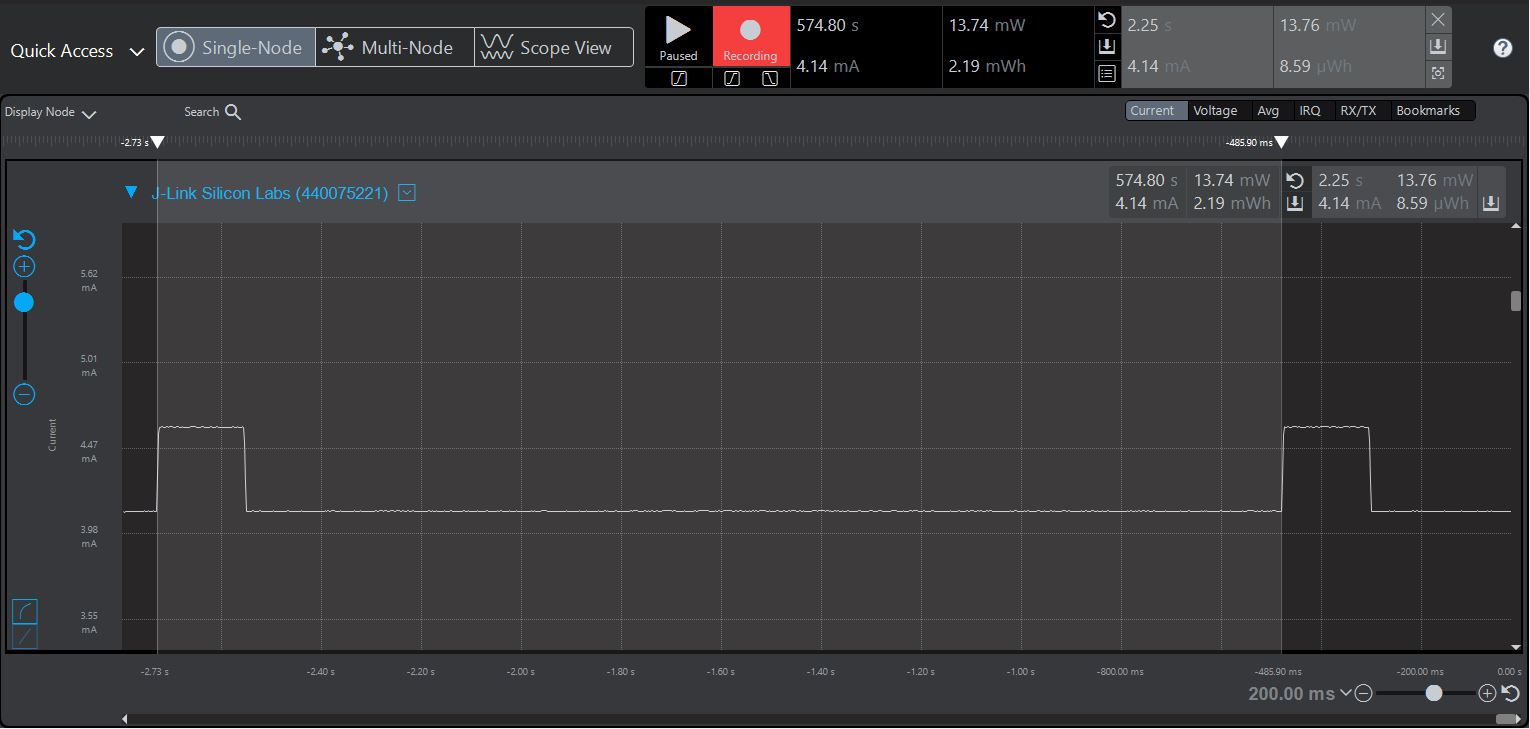 Quick Access
Single-Node
Multi-Node
Scope View
Paused
Recording
574.80 s
4.14 mA
13.74 mW
2.19 mWh
2.25 s
4.14 mA
13.76 mW
8.59 µWh
?
Display Node
Search
Current Voltage Avg IRQ RX/TX Bookmarks
-2.73 s
-485.90 ms
J-Link Silicon Labs (440075221)
574.80 s 13.74 mW 2.25 s 13.76 mW
4.14 mA 2.19 mWh 4.14 mA 8.59 µWh
5.62
mA
5.01
mA
Current
4.47
mA
3.98
mA
3.55
mA
-2.73 s -2.40 s -2.20 s -2.00 s -1.80 s -1.60 s -1.40 s -1.20 s -1.00 s -800.00 ms -485.90 ms -200.00 ms 0.00 s
200.00 ms